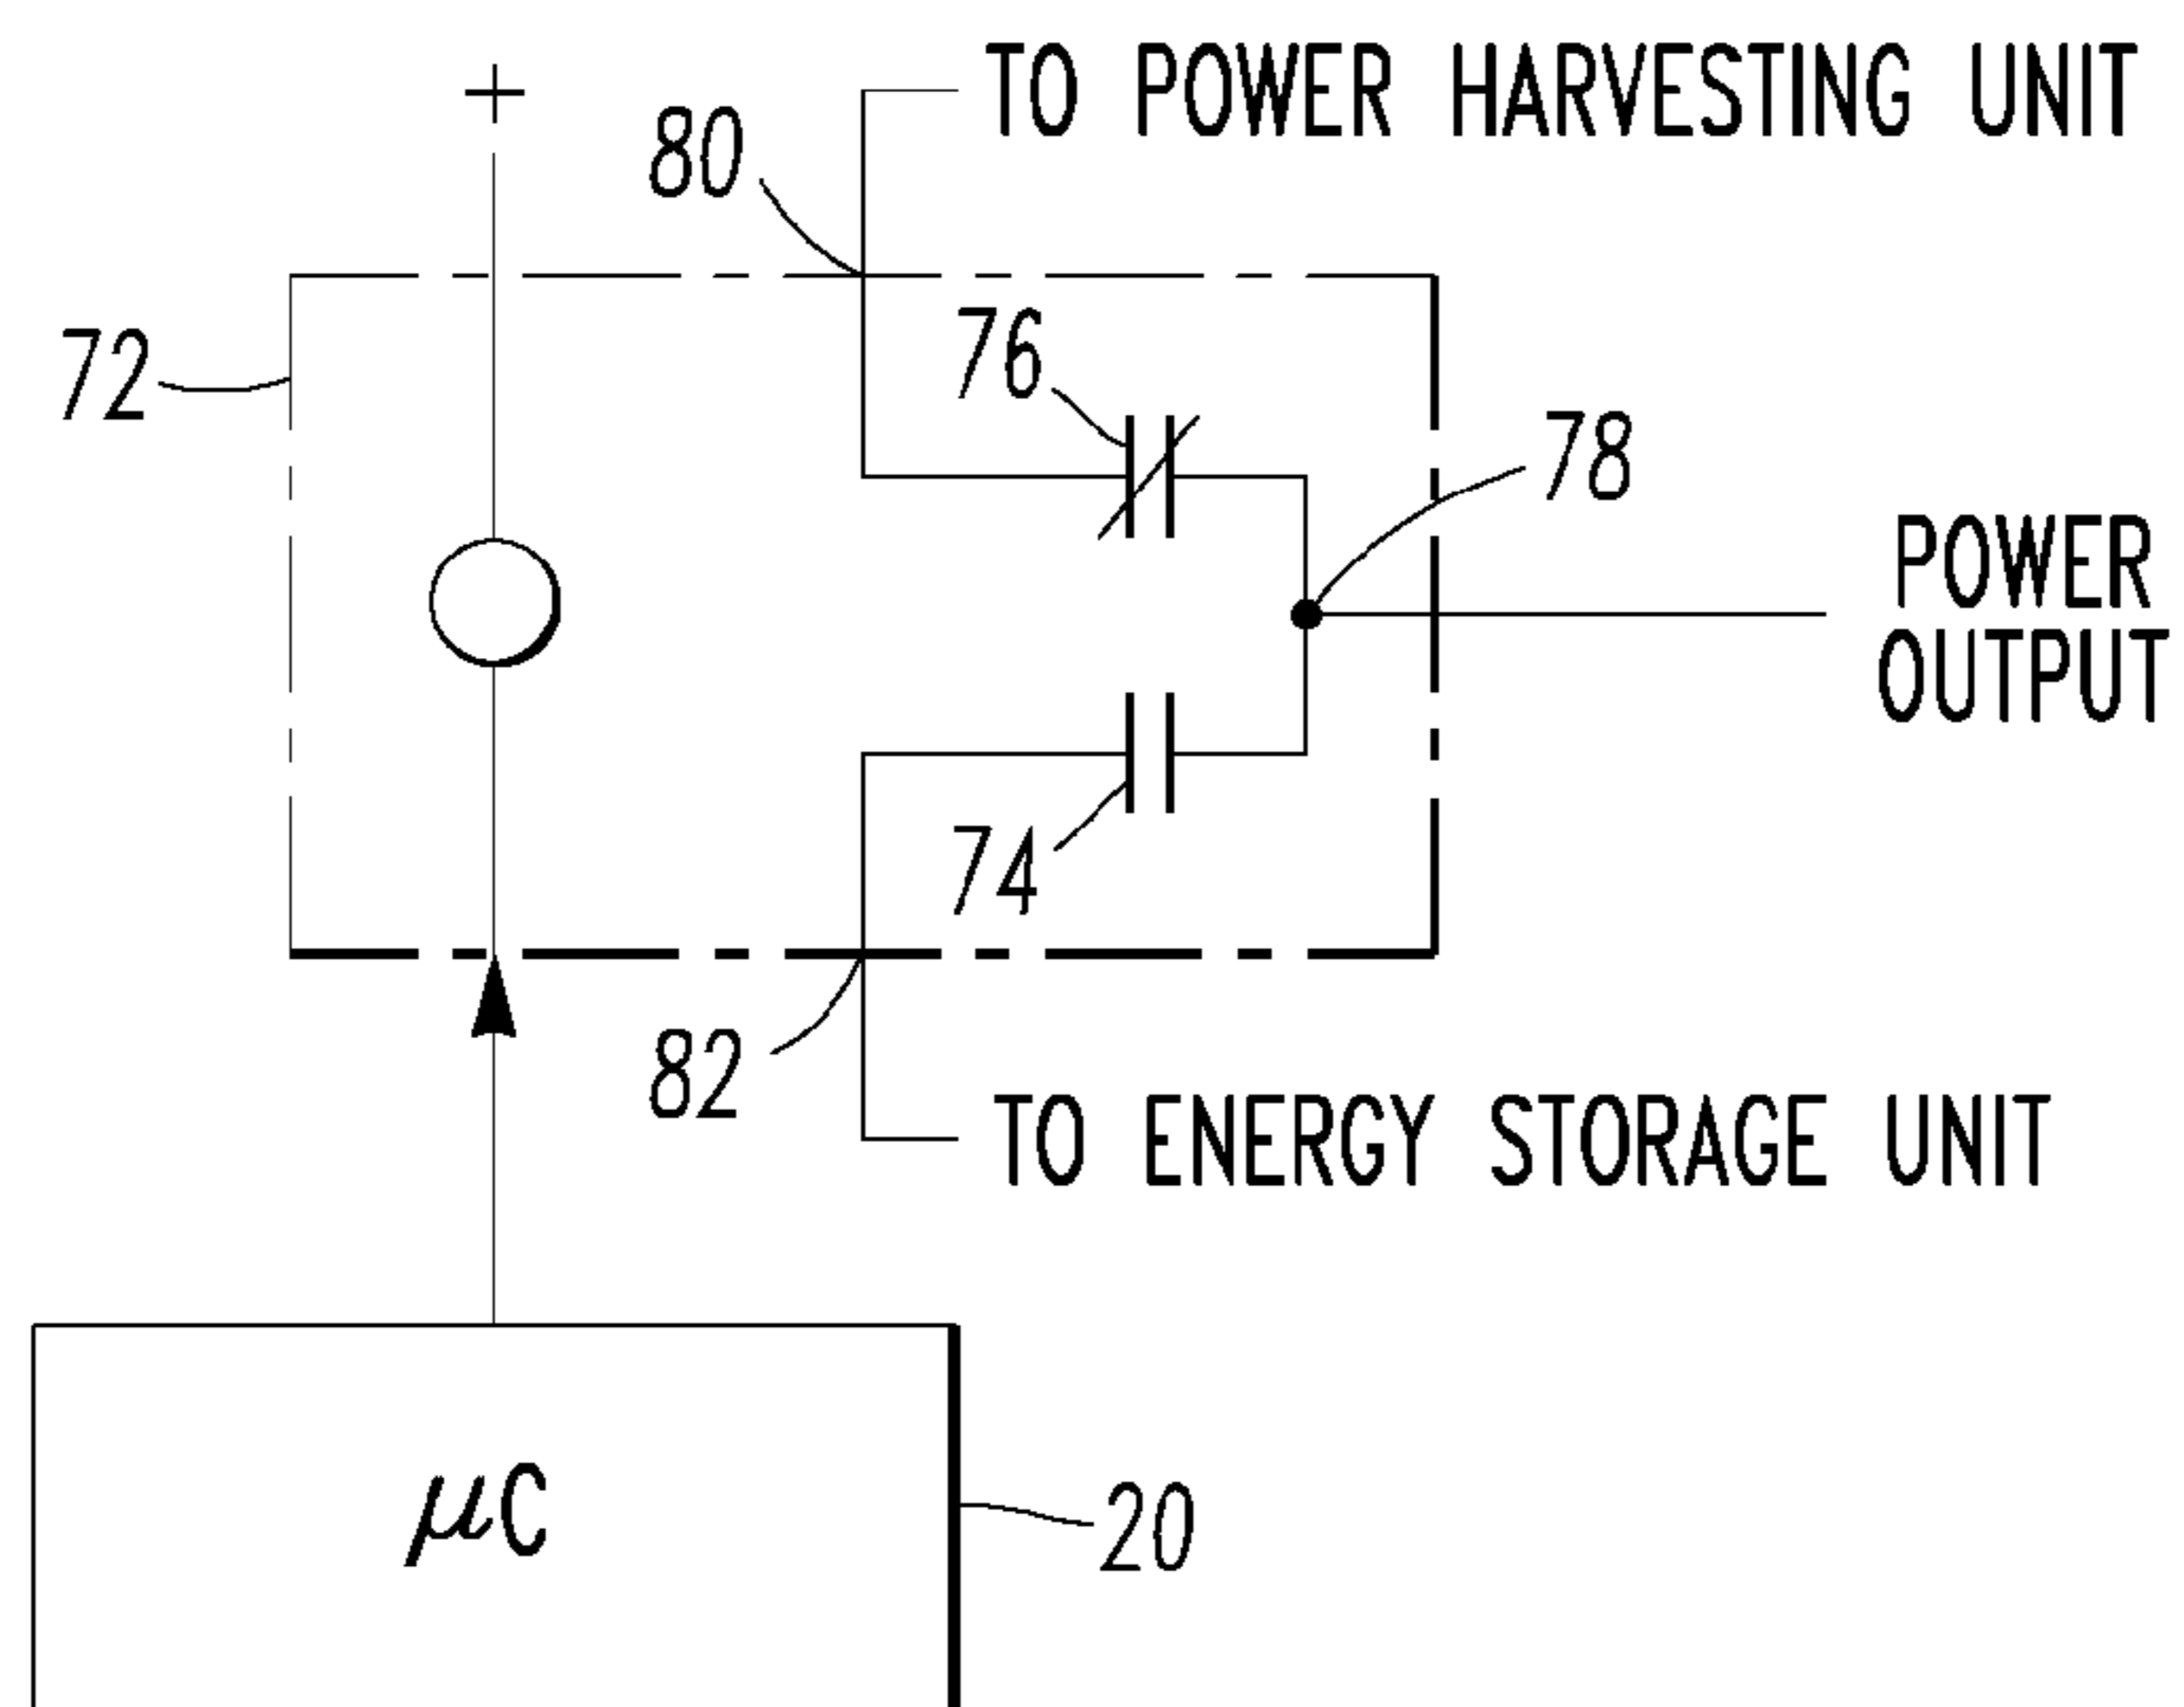 +
TO POWER HARVESTING UNIT
80
72
76
78
POWER
OUTPUT
74
82
TO ENERGY STORAGE UNIT
μC
20